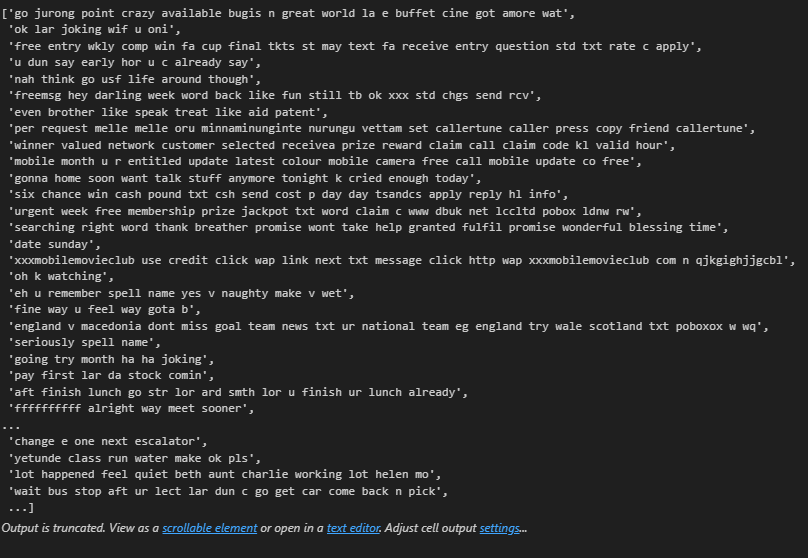 ['go jurong point crazy available bugis n great world la e buffet cine got amore wat',
'ok lar joking wif u oni',
'free entry wkly comp win fa cup final tkts st may text fa receive entry question std txt rate c apply',
'u dun say early hor u c already say',
'nah think go usf life around though',
'freemsg hey darling week word back like fun still tb ok xxx std chgs send rcv',
'even brother like speak treat like aid patent',
'per request melle melle oru minnaminunginte nurungu vettam set callertune caller press copy friend callertune',
'winner valued network customer selected receivea prize reward claim call claim code kl valid hour',
'mobile month u r entitled update latest colour mobile camera free call mobile update co free',
'gonna home soon want talk stuff anymore tonight k cried enough today',
'six chance win cash pound txt csh send cost p day day tsandcs apply reply hl info',
'urgent week free membership prize jackpot txt word claim c www dbuk net lccltd pobox ldnw rw',
'searching right word thank breather promise wont take help granted fulfil promise wonderful blessing time',
'date sunday',
'xxxmobilemovieclub use credit click wap link next txt message click http wap xxxmobilemovieclub com n qjkgighjjgcbl',
'oh k watching',
'eh u remember spell name yes v naughty make v wet',
'fine way u feel way gota b',
'england v macedonia dont miss goal team news txt ur national team eg england try wale scotland txt poboxox w wq',
'seriously spell name',
'going try month ha ha joking',
'pay first lar da stock comin',
'aft finish lunch go str lor ard smth lor u finish ur lunch already',
'ffffffffff alright way meet sooner',
...
'change e one next escalator',
'yetunde class run water make ok pls',
'lot happened feel quiet beth aunt charlie working lot helen mo',
'wait bus stop aft ur lect lar dun c go get car come back n pick',
...]
Output is truncated. View as a scrollable element or open in a text editor. Adjust cell output settings...